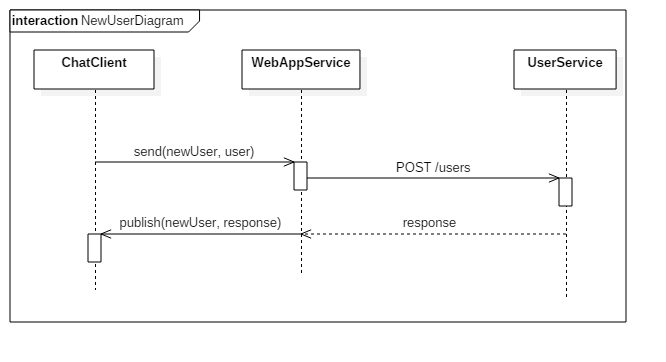 interaction NewUserDiagram
ChatClient
WebAppService
UserService
send(newUser, user)
POST /users
publish(newUser, response)
response